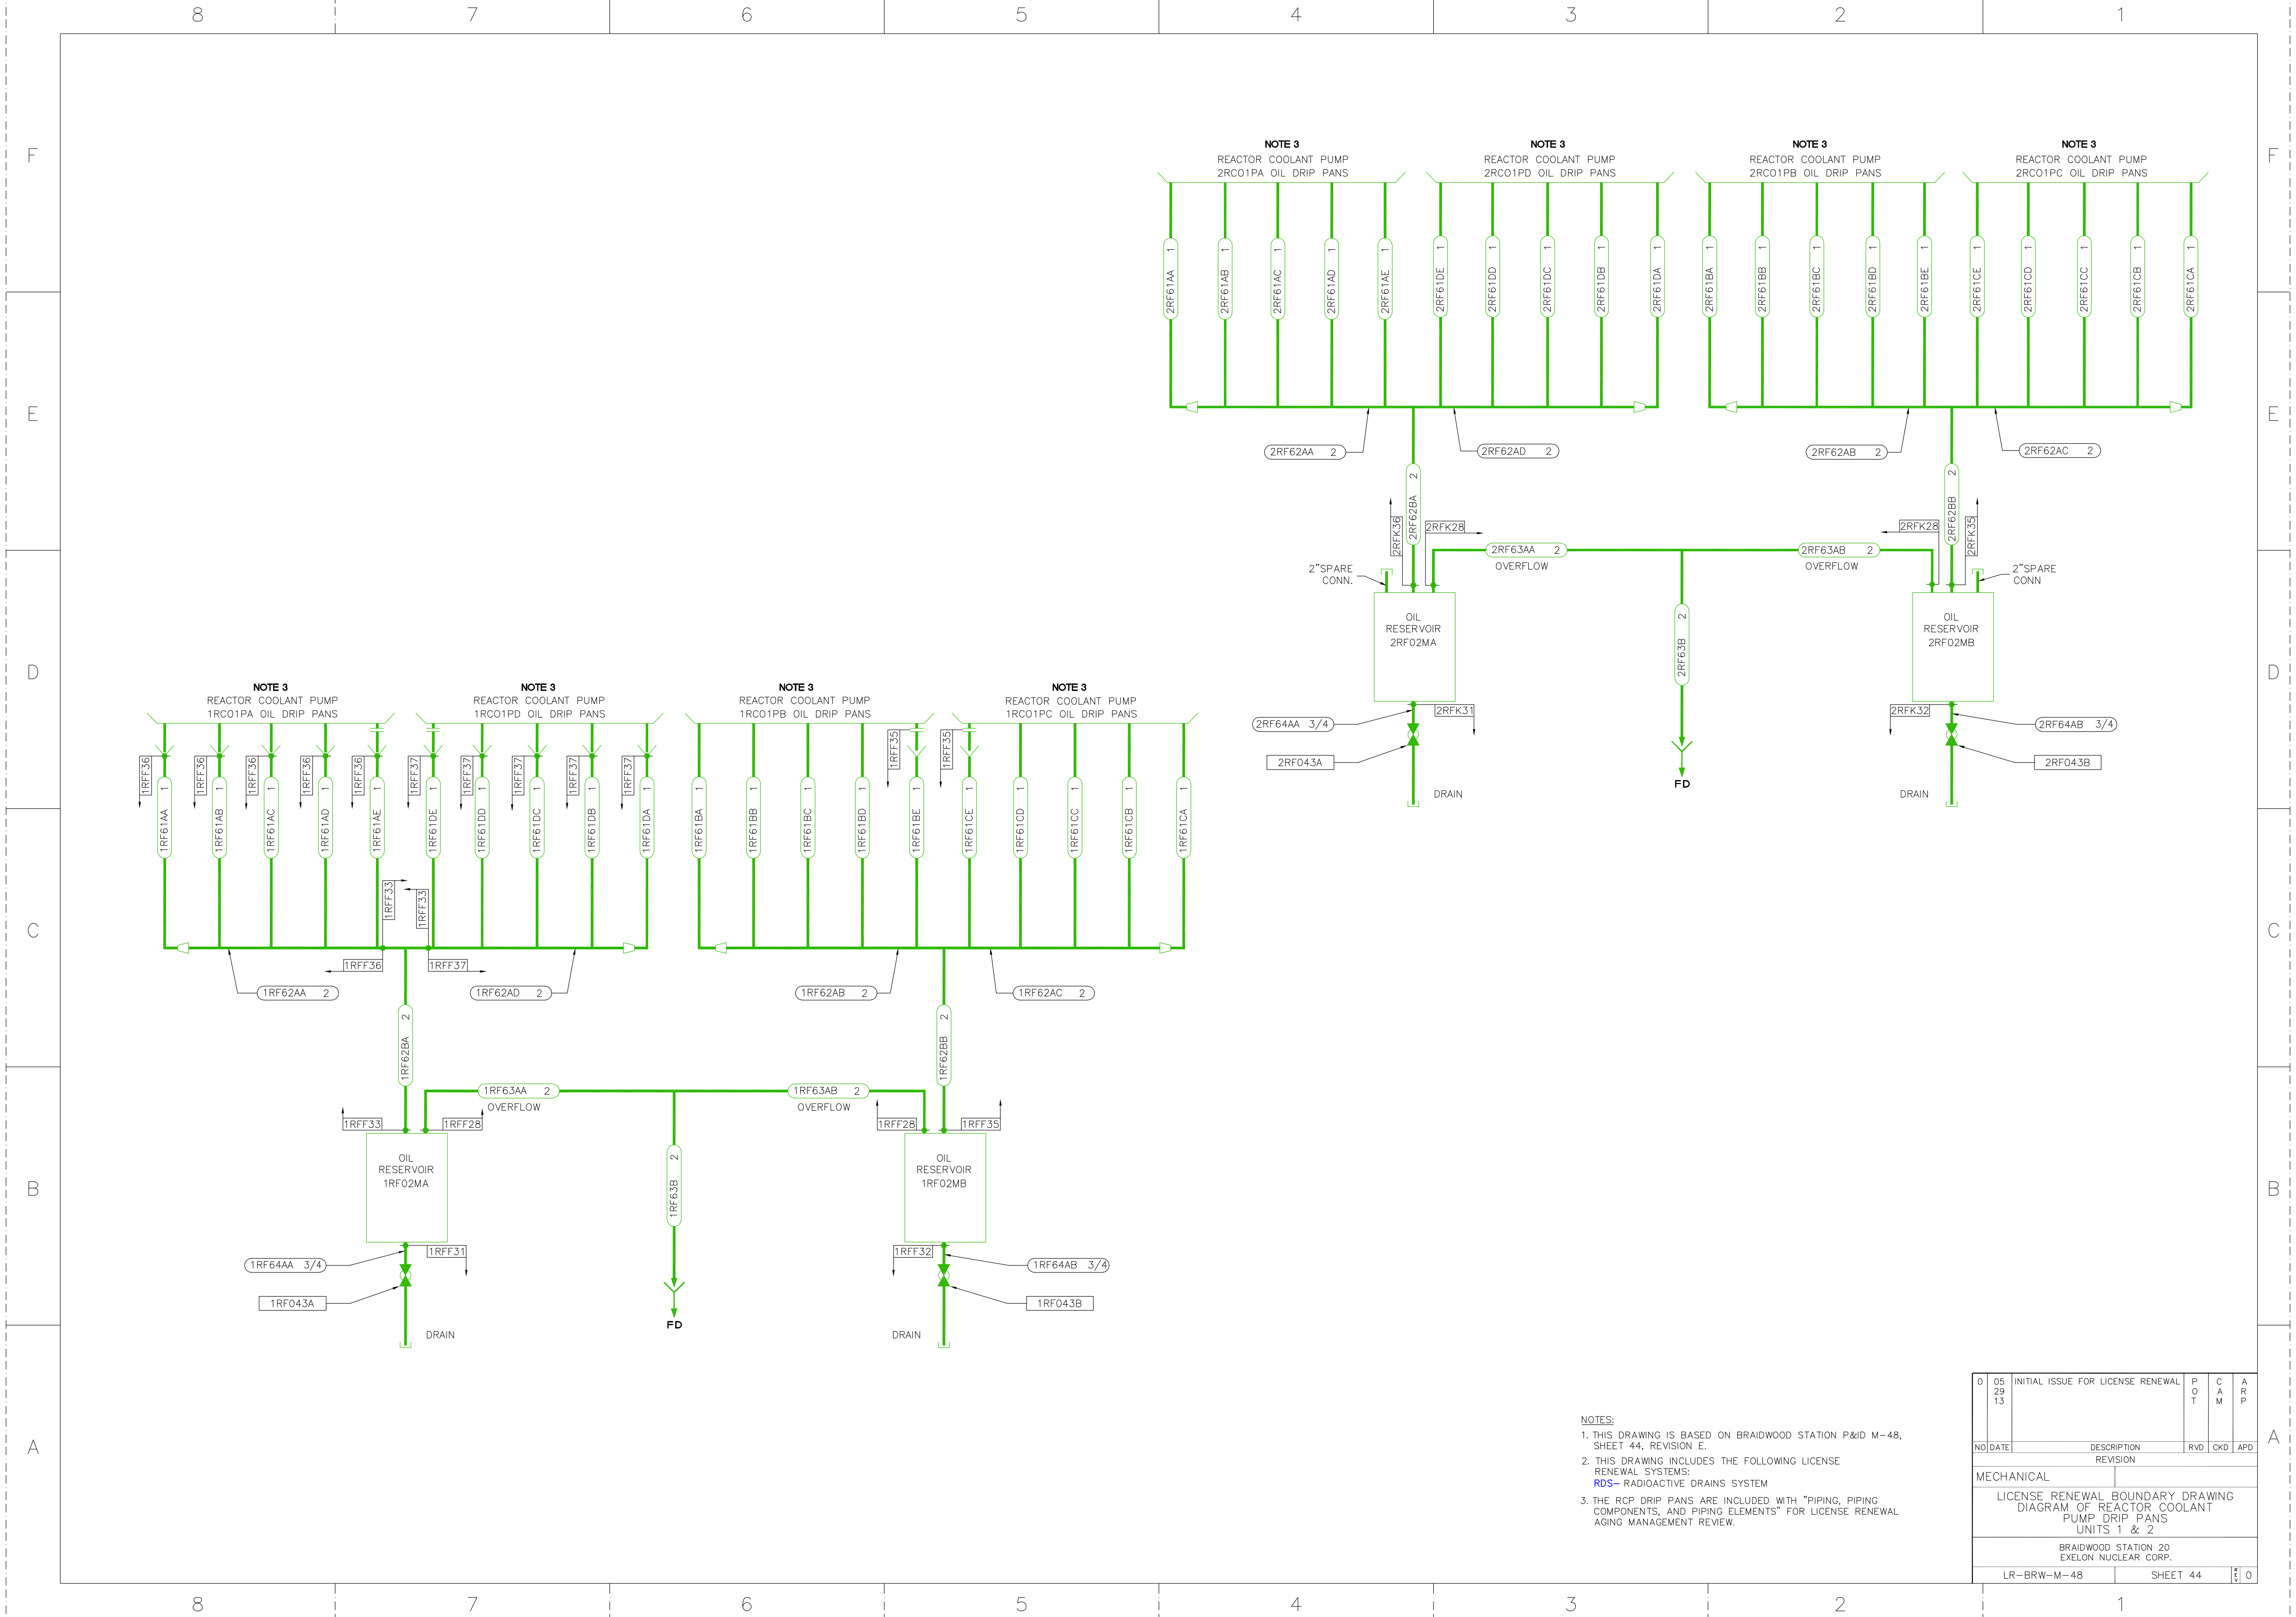 8 7 6 5 4 3 2 1
F
F
NOTE 3
REACTOR COOLANT PUMP
2RC01PA OIL DRIP PANS
NOTE 3
REACTOR COOLANT PUMP
2RC01PD OIL DRIP PANS
NOTE 3
REACTOR COOLANT PUMP
2RC01PB OIL DRIP PANS
NOTE 3
REACTOR COOLANT PUMP
2RC01PC OIL DRIP PANS
2RF61AA 1
2RF61AB 1
2RF61AC 1
2RF61AD 1
2RF61AE 1
2RF61DE 1
2RF61DD 1
2RF61DC 1
2RF61DB 1
2RF61DA 1
2RF61BA 1
2RF61BB 1
2RF61BC 1
2RF61BD 1
2RF61BE 1
2RF61CE 1
2RF61CD 1
2RF61CC 1
2RF61CB 1
2RF61CA 1
E
E
2RF62AA 2
2RF62AD 2
2RF62AB 2
2RF62AC 2
2RF62BA 2
2RF62BB 2
2RFK36
2RFK28
2RFK28
2RFK35
2RF63AA 2
OVERFLOW
2RF63AB 2
OVERFLOW
2"SPARE
CONN.
2"SPARE
CONN
OIL
RESERVOIR
2RF02MA
2RF63B 2
OIL
RESERVOIR
2RF02MB
D
D
2RF64AA 3/4
2RFK31
2RFK32
2RF64AB 3/4
2RF043A
2RF043B
FD
DRAIN
DRAIN
NOTE 3
REACTOR COOLANT PUMP
1RC01PA OIL DRIP PANS
NOTE 3
REACTOR COOLANT PUMP
1RC01PD OIL DRIP PANS
NOTE 3
REACTOR COOLANT PUMP
1RC01PB OIL DRIP PANS
NOTE 3
REACTOR COOLANT PUMP
1RC01PC OIL DRIP PANS
1RFF36
1RFF36
1RFF36
1RFF36
1RFF36
1RFF37
1RFF37
1RFF37
1RFF37
1RFF37
1RFF35
1RFF35
1RF61AA 1
1RF61AB 1
1RF61AC 1
1RF61AD 1
1RF61AE 1
1RF61DE 1
1RF61DD 1
1RF61DC 1
1RF61DB 1
1RF61DA 1
1RF61BA 1
1RF61BB 1
1RF61BC 1
1RF61BD 1
1RF61BE 1
1RF61CE 1
1RF61CD 1
1RF61CC 1
1RF61CB 1
1RF61CA 1
1RFF33
1RFF33
C
C
1RFF36
1RFF37
1RF62AA 2
1RF62AD 2
1RF62AB 2
1RF62AC 2
1RF62BA 2
1RF62BB 2
1RF63AA 2
OVERFLOW
1RF63AB 2
OVERFLOW
1RFF33
1RFF28
1RFF28
1RFF35
OIL
RESERVOIR
1RF02MA
1RF63B 2
OIL
RESERVOIR
1RF02MB
B
B
1RFF31
1RFF32
1RF64AA 3/4
1RF64AB 3/4
1RF043A
1RF043B
FD
DRAIN
DRAIN
A
A
NOTES:
1. THIS DRAWING IS BASED ON BRAIDWOOD STATION P&ID M-48,
SHEET 44, REVISION E.
2. THIS DRAWING INCLUDES THE FOLLOWING LICENSE
RENEWAL SYSTEMS:
RDS- RADIOACTIVE DRAINS SYSTEM
3. THE RCP DRIP PANS ARE INCLUDED WITH "PIPING, PIPING
COMPONENTS, AND PIPING ELEMENTS" FOR LICENSE RENEWAL
AGING MANAGEMENT REVIEW.
0 05 INITIAL ISSUE FOR LICENSE RENEWAL P C A
29 O A R
13 T M P
NO DATE DESCRIPTION RVD CKD APD
REVISION
MECHANICAL
LICENSE RENEWAL BOUNDARY DRAWING
DIAGRAM OF REACTOR COOLANT
PUMP DRIP PANS
UNITS 1 & 2
BRAIDWOOD STATION 20
EXELON NUCLEAR CORP.
LR-BRW-M-48 SHEET 44 REV 0
8 7 6 5 4 3 2 1